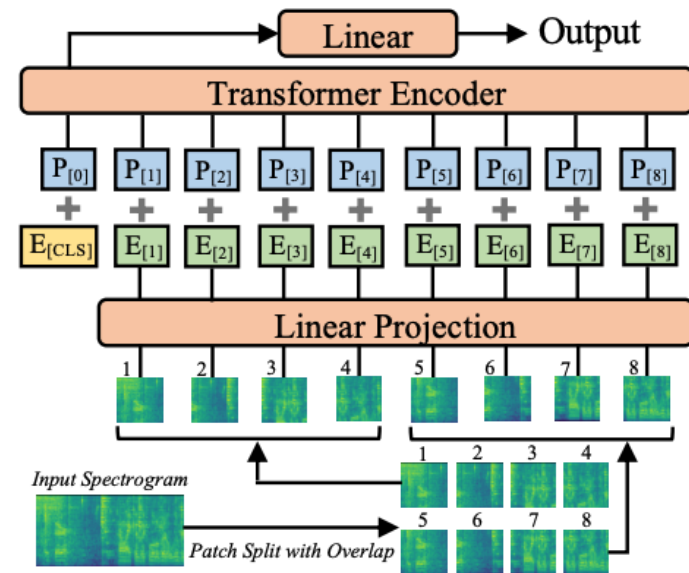 Linear
Output
Transformer Encoder
P[0] P[1] P[2] P[3] P[4] P[5] P[6] P[7] P[8]
+ + + + + + + + +
E[CLS] E[1] E[2] E[3] E[4] E[5] E[6] E[7] E[8]
Linear Projection
1 2 3 4 5 6 7 8
1 2 3 4
Input Spectrogram
5 6 7 8
Patch Split with Overlap